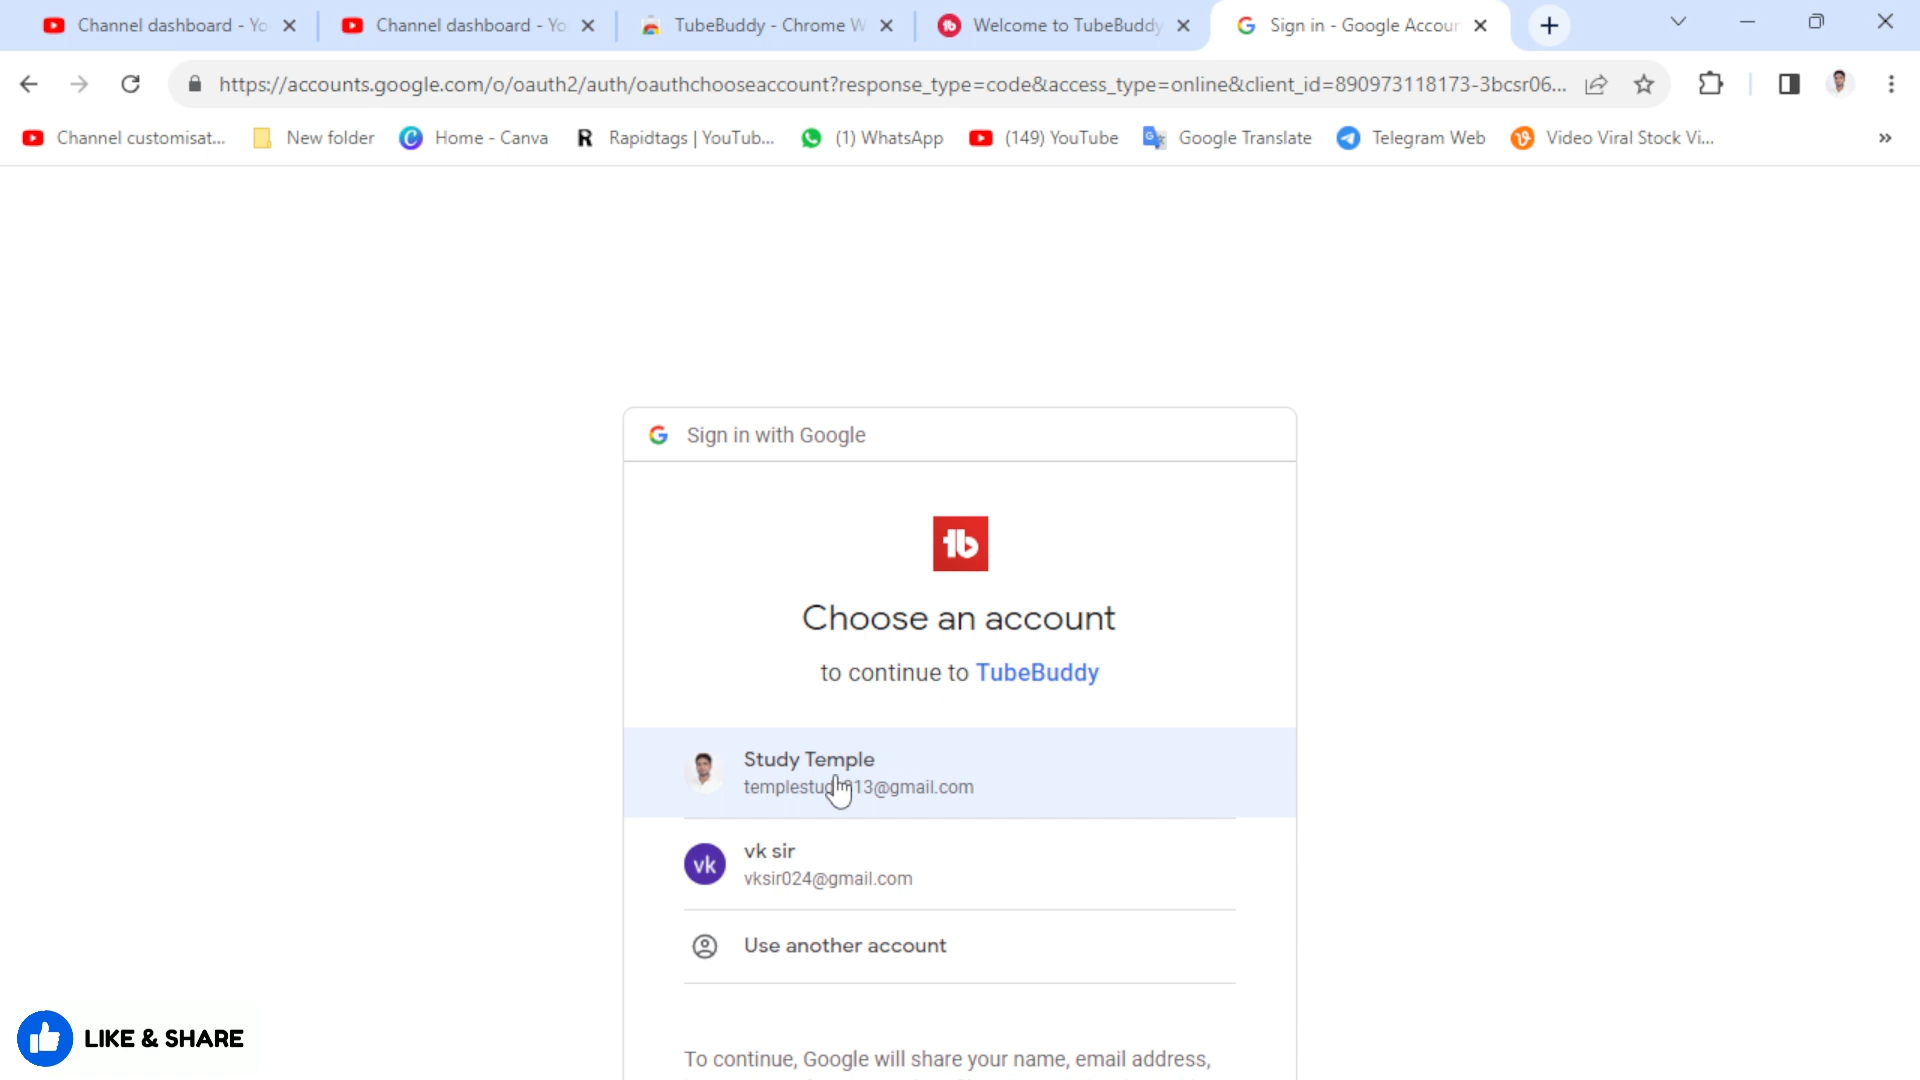 Channel dashboard - Yo
Channel dashboard - Yo
TubeBuddy - Chrome W
Welcome to TubeBuddy
Sign in - Google Accour
https://accounts.google.com/o/oauth2/auth/oauthchooseaccount?response_type=code&access_type=online&client_id=890973118173-3bcsr06...
Channel customisat...
New folder
Home - Canva
R Rapidtags | YouTub...
(1) WhatsApp
(149) YouTube
Google Translate
Telegram Web
Video Viral Stock Vi...
Sign in with Google
tb
Choose an account
to continue to TubeBuddy
Study Temple
vk
vk sir
vksir024@gmail.com
Use another account
To continue, Google will share your name, email address,
LIKE & SHARE